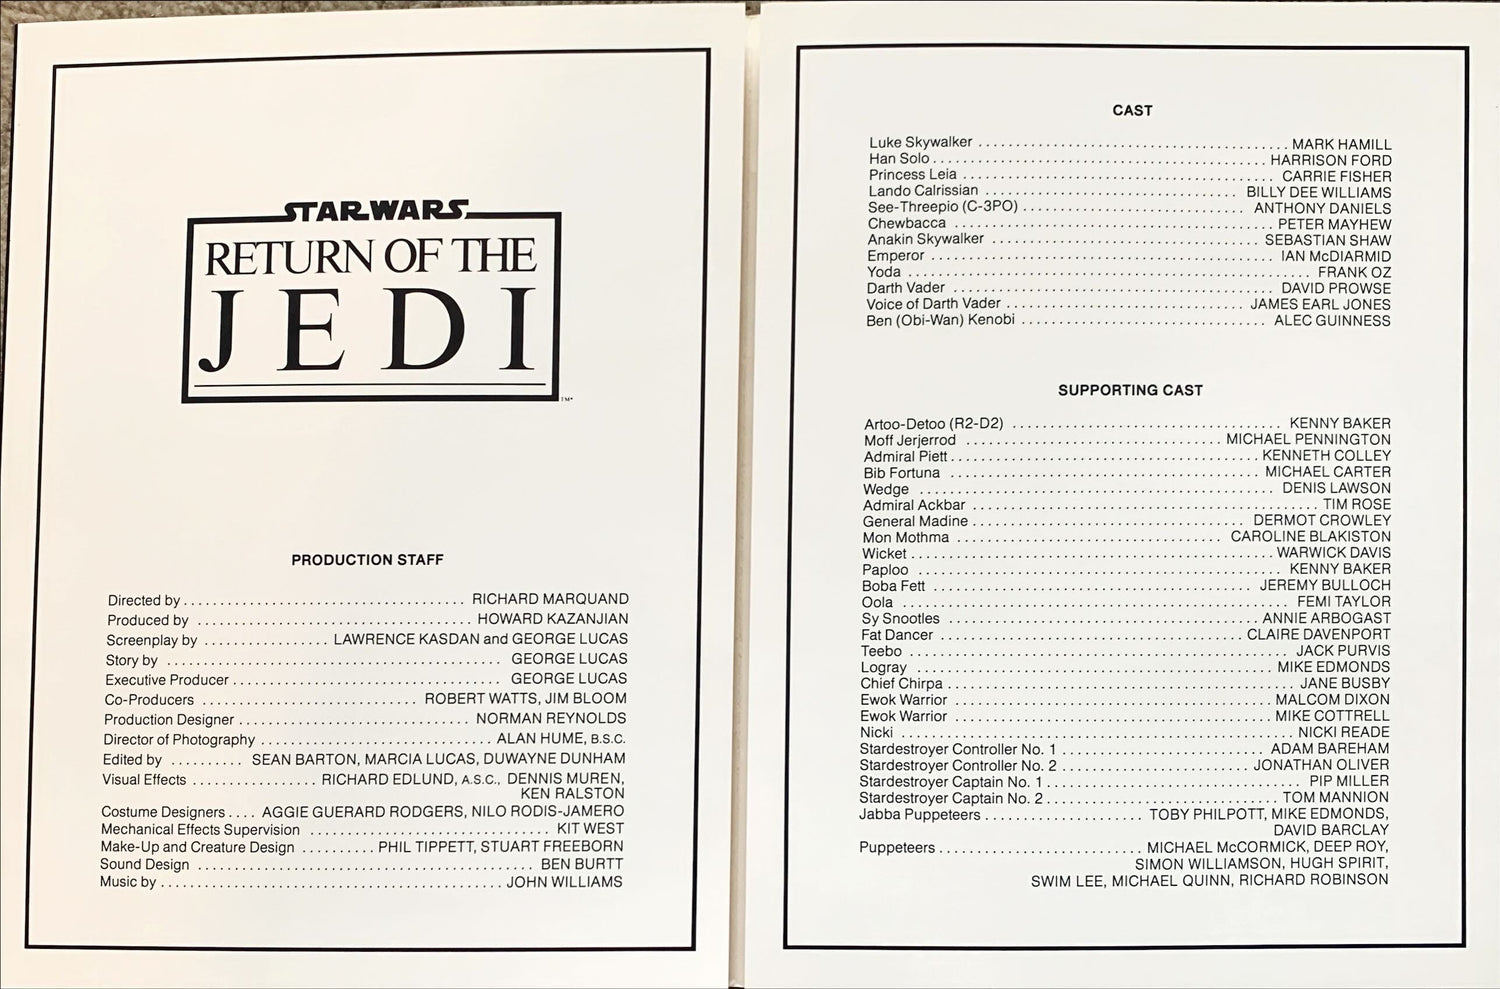 STAR WARS
RETURN OF THE
JEDI
TM*
PRODUCTION STAFF
Directed by ........................................ RICHARD MARQUAND
Produced by ........................................ HOWARD KAZANJIAN
Screenplay by .................. LAWRENCE KASDAN and GEORGE LUCAS
Story by ........................................ GEORGE LUCAS
Executive Producer ........................................ GEORGE LUCAS
Co-Producers ............................ ROBERT WATTS, JIM BLOOM
Production Designer .............................. NORMAN REYNOLDS
Director of Photography .............................. ALAN HUME, B.S.C.
Edited by .......... SEAN BARTON, MARCIA LUCAS, DUWAYNE DUNHAM
Visual Effects .................. RICHARD EDLUND, A.S.C., DENNIS MUREN,
KEN RALSTON
Costume Designers .... AGGIE GUERARD RODGERS, NILO RODIS-JAMERO
Mechanical Effects Supervision .............................. KIT WEST
Make-Up and Creature Design .......... PHIL TIPPETT, STUART FREEBORN
Sound Design ........................................ BEN BURTT
Music by ........................................ JOHN WILLIAMS
CAST
Luke Skywalker ........................................ MARK HAMILL
Han Solo ........................................ HARRISON FORD
Princess Leia ........................................ CARRIE FISHER
Lando Calrissian .............................. BILLY DEE WILLIAMS
See-Threepio (C-3PO) .............................. ANTHONY DANIELS
Chewbacca ........................................ PETER MAYHEW
Anakin Skywalker .............................. SEBASTIAN SHAW
Emperor ........................................ IAN McDIARMID
Yoda ........................................ FRANK OZ
Darth Vader ........................................ DAVID PROWSE
Voice of Darth Vader .............................. JAMES EARL JONES
Ben (Obi-Wan) Kenobi .............................. ALEC GUINNESS
SUPPORTING CAST
Artoo-Detoo (R2-D2) .............................. KENNY BAKER
Moff Jerjerrod .............................. MICHAEL PENNINGTON
Admiral Piett ........................................ KENNETH COLLEY
Bib Fortuna ........................................ MICHAEL CARTER
Wedge ........................................ DENIS LAWSON
Admiral Ackbar ........................................ TIM ROSE
General Madine .............................. DERMOT CROWLEY
Mon Mothma .............................. CAROLINE BLAKISTON
Wicket ........................................ WARWICK DAVIS
Paploo ........................................ KENNY BAKER
Boba Fett ........................................ JEREMY BULLOCH
Oola ........................................ FEMI TAYLOR
Sy Snootles ........................................ ANNIE ARBOGAST
Fat Dancer ........................................ CLAIRE DAVENPORT
Teebo ........................................ JACK PURVIS
Logray ........................................ MIKE EDMONDS
Chief Chirpa ........................................ JANE BUSBY
Ewok Warrior ........................................ MALCOM DIXON
Ewok Warrior ........................................ MIKE COTTRELL
Nicki ........................................ NICKI READE
Stardestroyer Controller No. 1 .............................. ADAM BAREHAM
Stardestroyer Controller No. 2 .............................. JONATHAN OLIVER
Stardestroyer Captain No. 1 .............................. PIP MILLER
Stardestroyer Captain No. 2 .............................. TOM MANNION
Jabba Puppeteers .................... TOBY PHILPOTT, MIKE EDMONDS,
DAVID BARCLAY
Puppeteers .......................... MICHAEL McCORMICK, DEEP ROY,
SIMON WILLIAMSON, HUGH SPIRIT,
SWIM LEE, MICHAEL QUINN, RICHARD ROBINSON